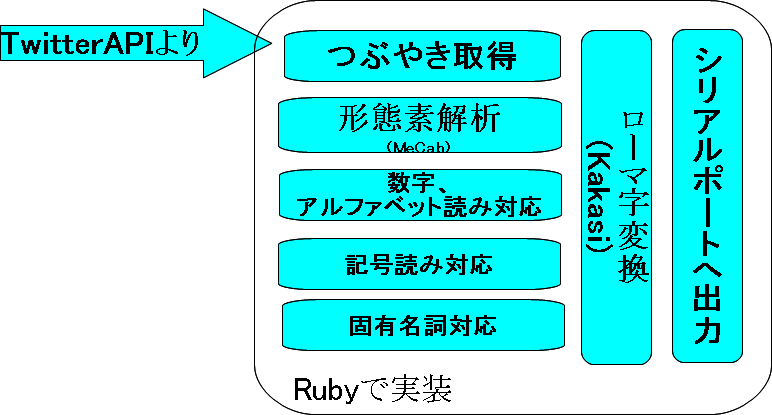 TwitterAPIより
つぶやき取得
形態素解析
(MeCab)
数字、
アルファベット読み対応
記号読み対応
固有名詞対応
ローマ字変換
(Kakasi)
シリアルポートへ出力
Rubyで実装